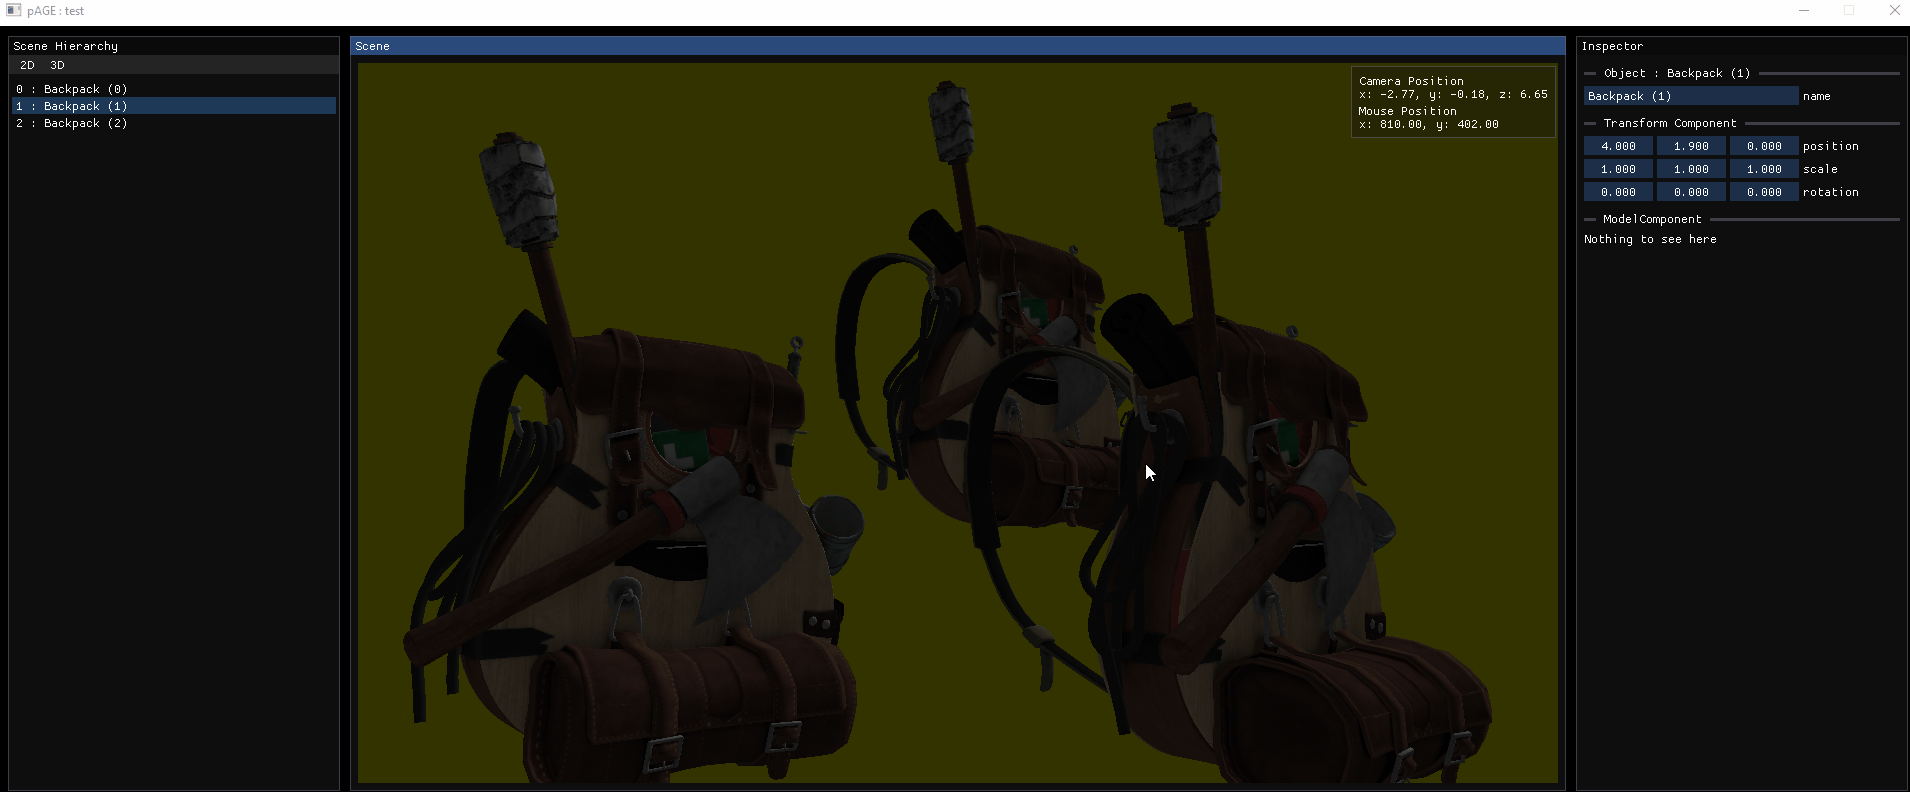 pAGE : test
Scene Hierarchy
2D 3D
0 : Backpack (0)
1 : Backpack (1)
2 : Backpack (2)
Scene
Camera Position
x: -2.77, y: -0.18, z: 6.65
Mouse Position
x: 810.00, y: 402.00
Inspector
Object : Backpack (1)
Backpack (1) name
Transform Component
4.000 1.900 0.000 position
1.000 1.000 1.000 scale
0.000 0.000 0.000 rotation
ModelComponent
Nothing to see here